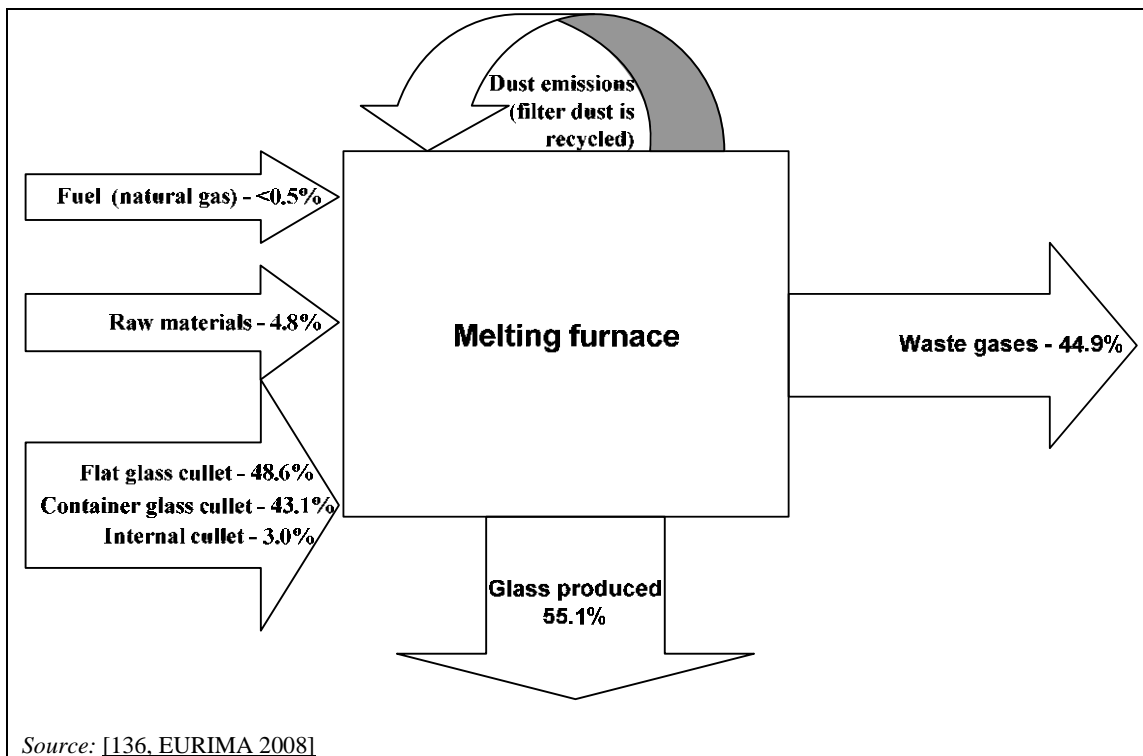 Dust emissions
(filter dust is
recycled)
Fuel (natural gas) - <0.5%
Raw materials - 4.8%
Melting furnace
Waste gases - 44.9%
Flat glass cullet - 48.6%
Container glass cullet - 43.1%
Internal cullet - 3.0%
Glass produced
55.1%
Source: [136, EURIMA 2008]